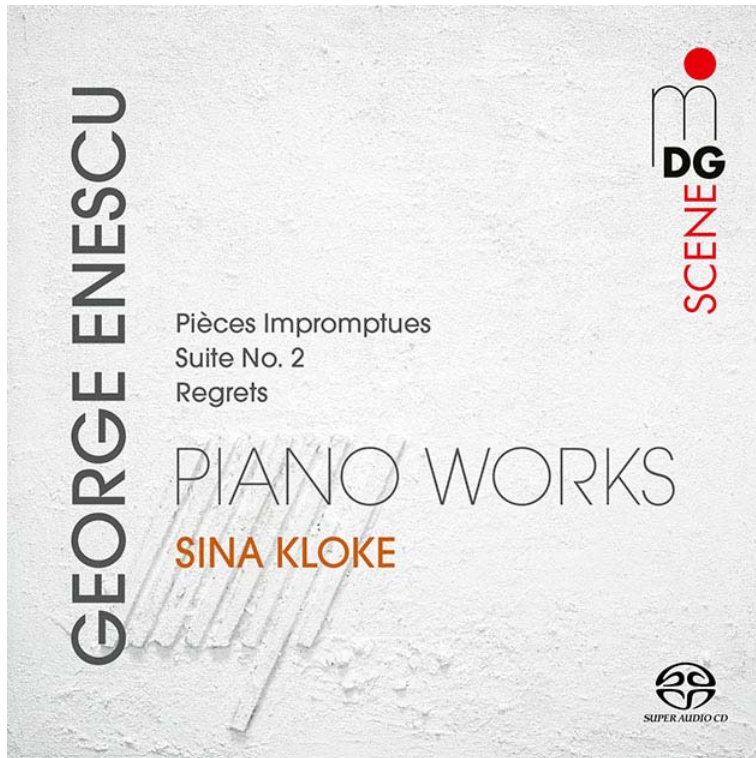 GEORGE ENESCU
mDG
SCENE
Pièces Impromptues
Suite No. 2
Regrets
PIANO WORKS
SINA KLOKE
SUPER AUDIO CD